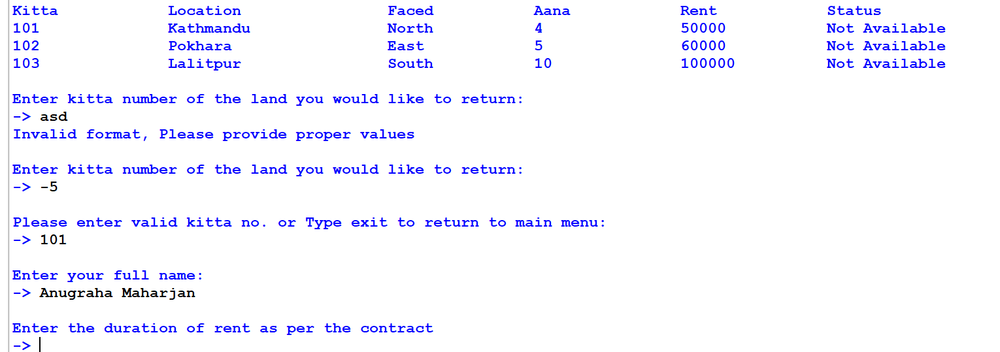 Kitta Location Faced Aana Rent Status
101 Kathmandu North 4 50000 Not Available
102 Pokhara East 5 60000 Not Available
103 Lalitpur South 10 100000 Not Available
Enter kitta number of the land you would like to return:
-> asd
Invalid format, Please provide proper values
Enter kitta number of the land you would like to return:
-> -5
Please enter valid kitta no. or Type exit to return to main menu:
-> 101
Enter your full name:
-> Anugraha Maharjan
Enter the duration of rent as per the contract
->